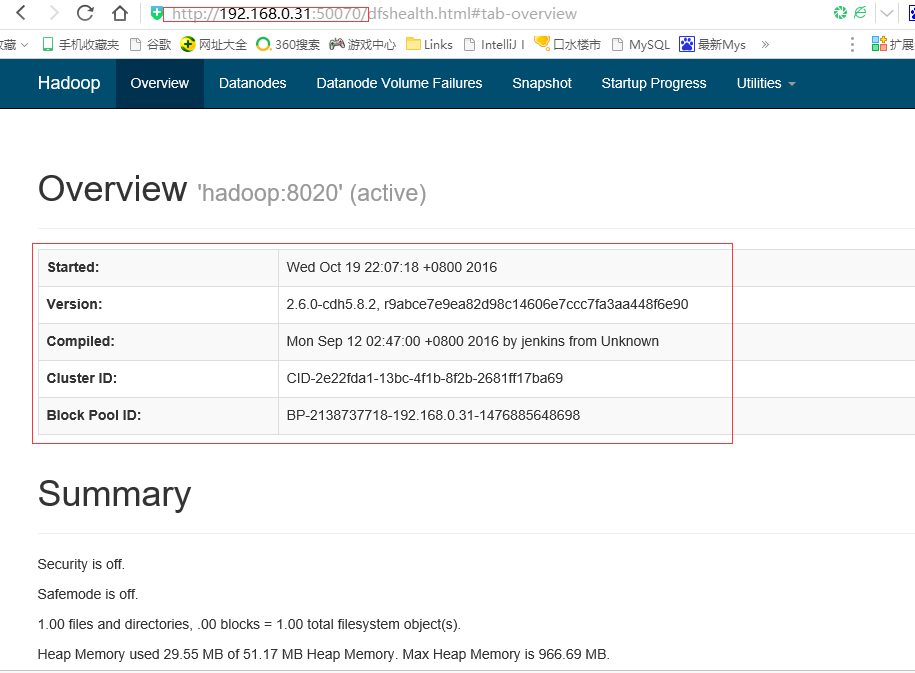 http://192.168.0.31:50070/dfshealth.html#tab-overview
收藏 手机收藏夹 谷歌 网址大全 360搜索 游戏中心 Links IntelliJ I 口水楼市 MySQL 最新Mys » 扩展
Hadoop Overview Datanodes Datanode Volume Failures Snapshot Startup Progress Utilities
Overview 'hadoop:8020' (active)
Started: Wed Oct 19 22:07:18 +0800 2016
Version: 2.6.0-cdh5.8.2, r9abce7e9ea82d98c14606e7ccc7fa3aa448f6e90
Compiled: Mon Sep 12 02:47:00 +0800 2016 by jenkins from Unknown
Cluster ID: CID-2e22fda1-13bc-4f1b-8f2b-2681ff17ba69
Block Pool ID: BP-2138737718-192.168.0.31-1476885648698
Summary
Security is off.
Safemode is off.
1.00 files and directories, .00 blocks = 1.00 total filesystem object(s).
Heap Memory used 29.55 MB of 51.17 MB Heap Memory. Max Heap Memory is 966.69 MB.